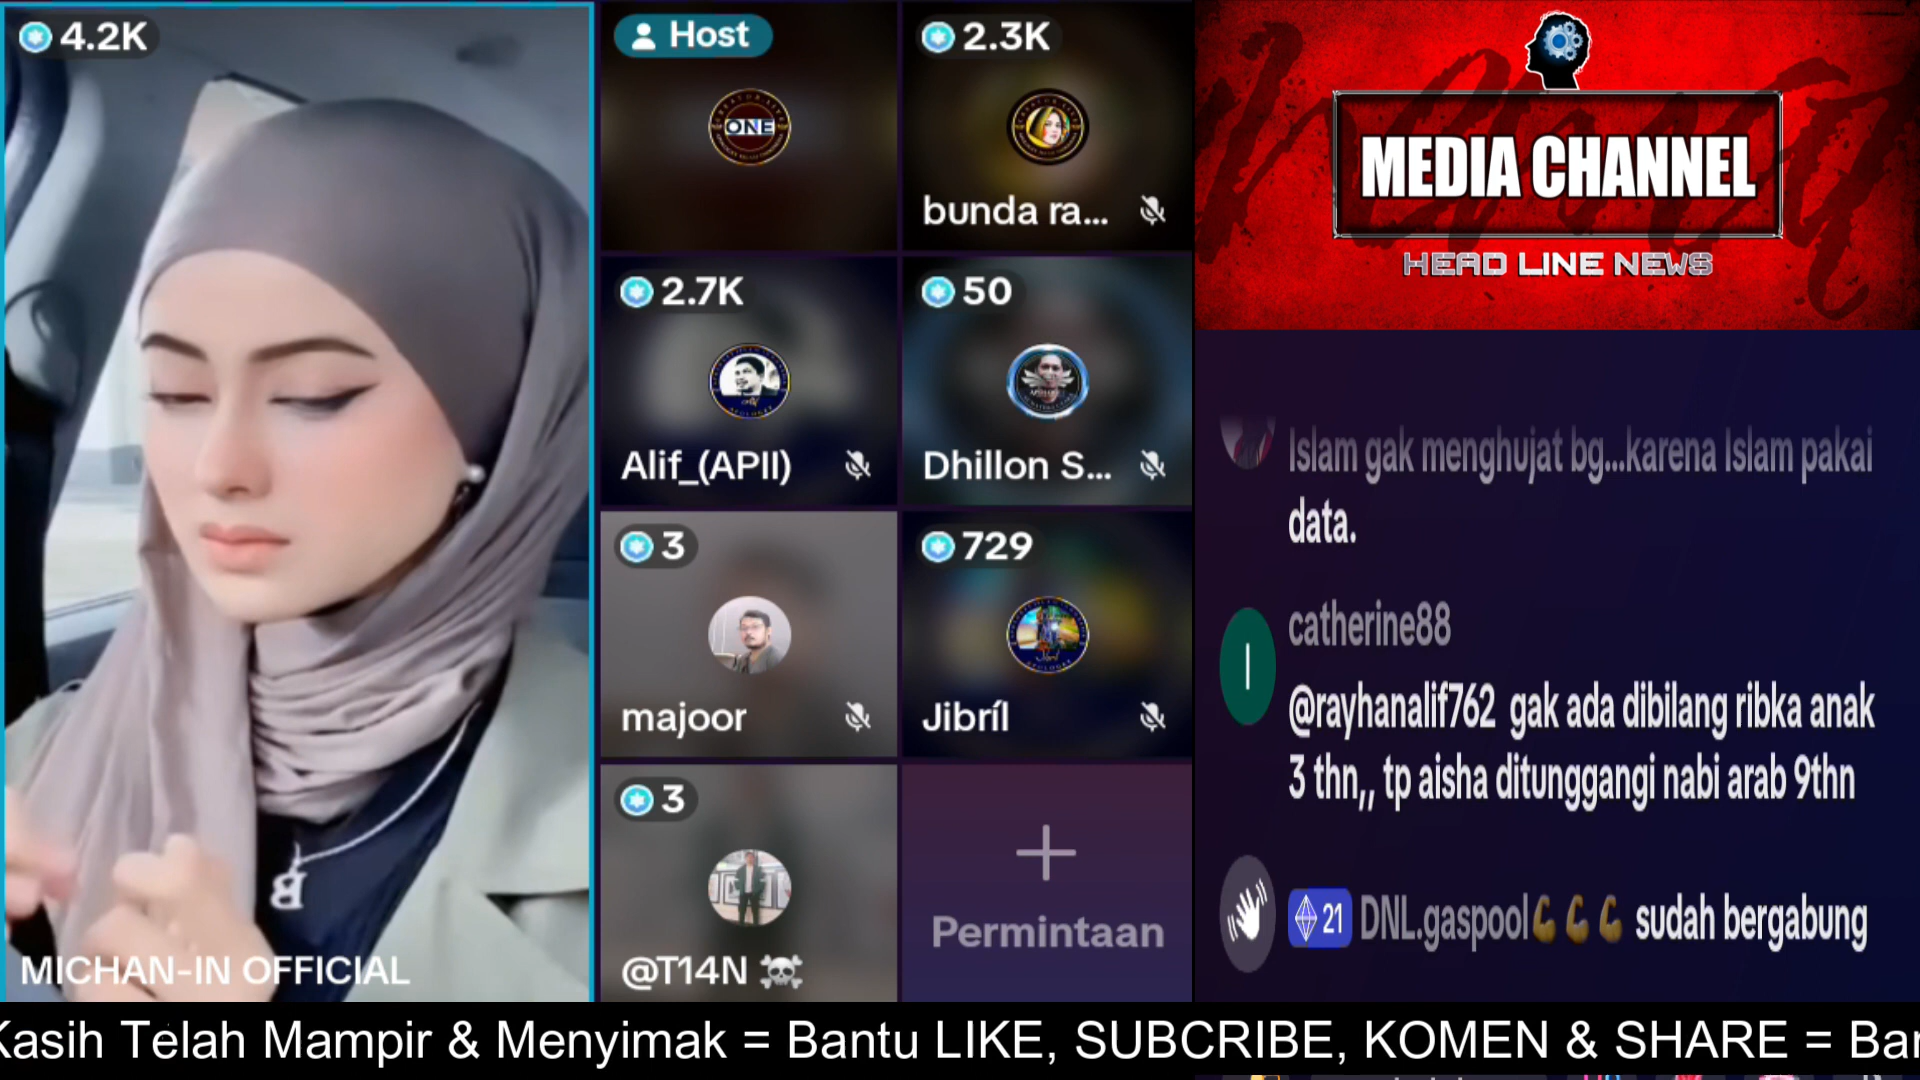 4.2K
MICHAN-IN OFFICIAL
Host
ONE
2.3K
bunda ra...
2.7K
Alif_(APII)
50
Dhillon S...
3
majoor
729
Jibríl
3
@T14N ☠️
Permintaan
MEDIA CHANNEL
HEAD LINE NEWS
Islam gak menghujat bg...karena Islam pakai
data.
catherine88
@rayhanalif762 gak ada dibilang ribka anak
3 thn,, tp aisha ditunggangi nabi arab 9thn
21 DNL.gaspool💪💪💪 sudah bergabung
Kasih Telah Mampir & Menyimak = Bantu LIKE, SUBCRIBE, KOMEN & SHARE = Ban